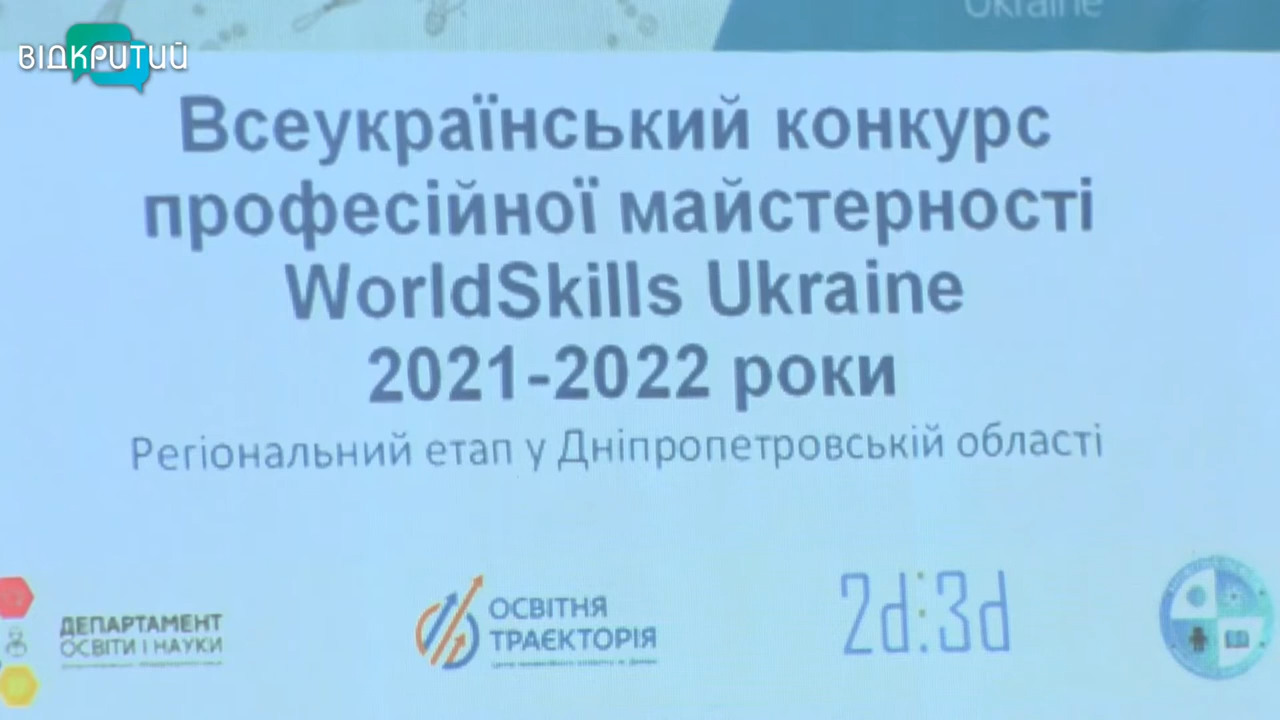 Ukraine
ВІДКРИТИЙ
Всеукраїнський конкурс
професійної майстерності
WorldSkills Ukraine
2021-2022 роки
Регіональний етап у Дніпропетровській області
ДЕПАРТАМЕНТ
ОСВІТИ І НАУКИ
ОСВІТНЯ
ТРАЄКТОРІЯ
2d:3d